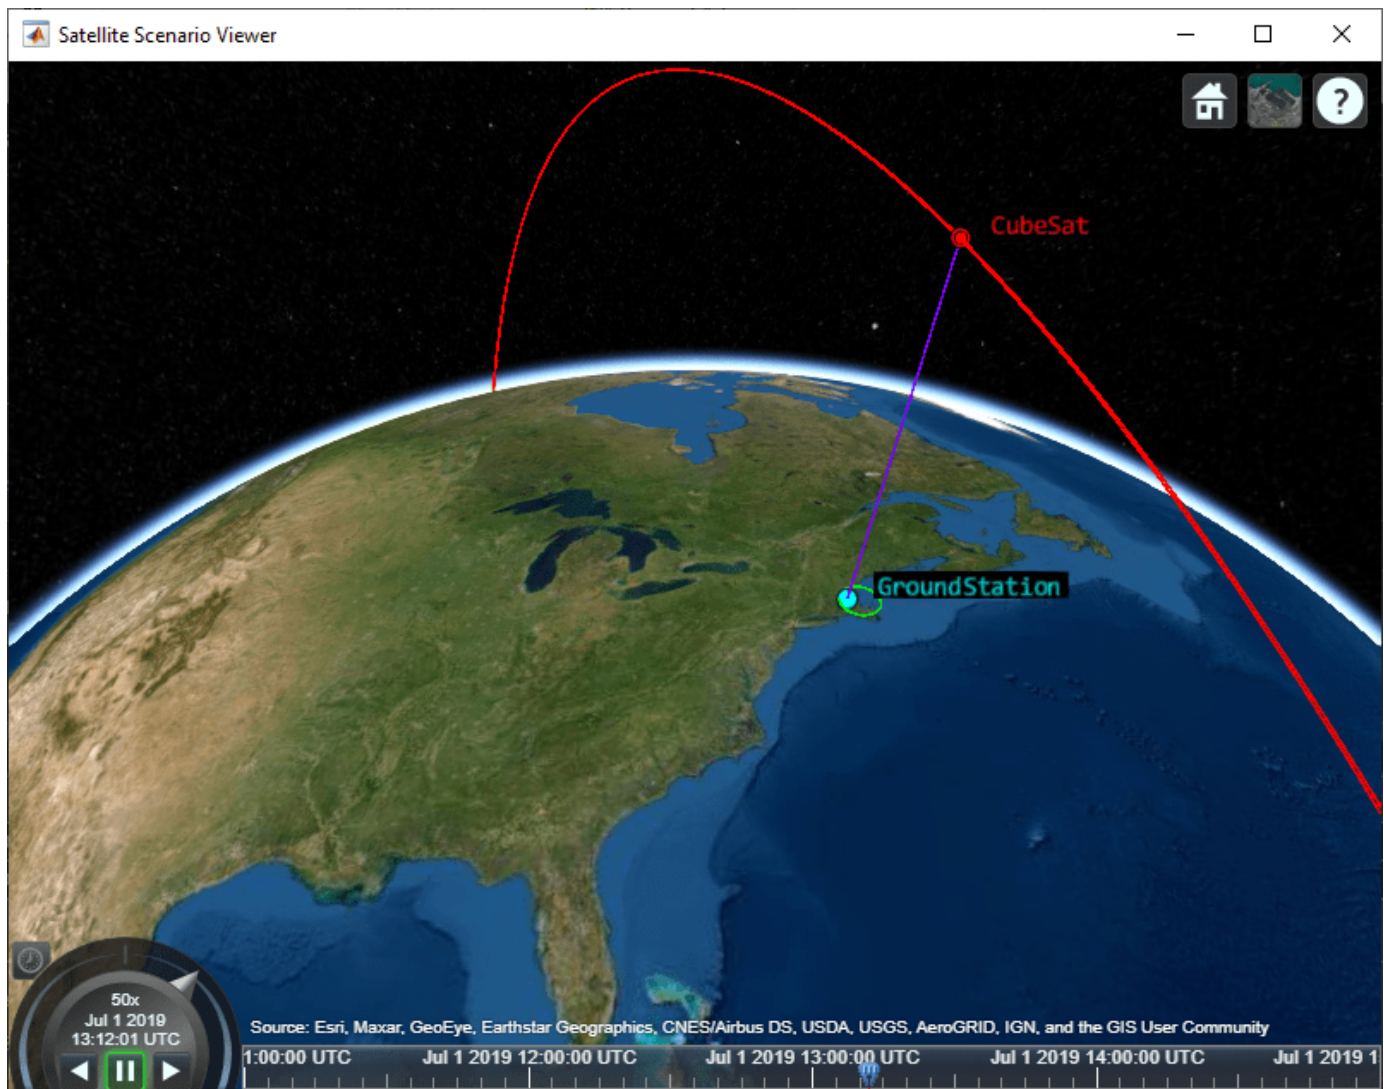 Satellite Scenario Viewer
?
CubeSat
GroundStation
50x
Jul 1 2019
13:12:01 UTC
Source: Esri, Maxar, GeoEye, Earthstar Geographics, CNES/Airbus DS, USDA, USGS, AeroGRID, IGN, and the GIS User Community
1:00:00 UTC Jul 1 2019 12:00:00 UTC Jul 1 2019 13:00:00 UTC Jul 1 2019 14:00:00 UTC Jul 1 2019 1